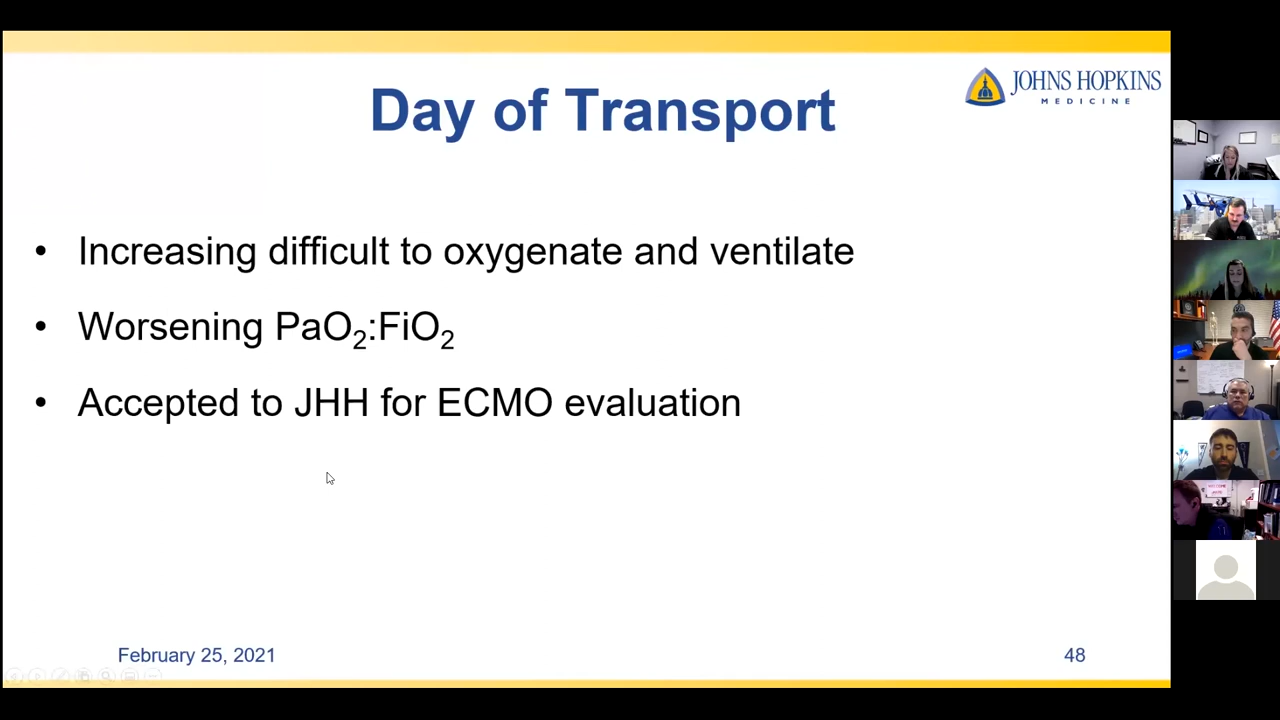 Day of Transport
JOHNS HOPKINS
MEDICINE
• Increasing difficult to oxygenate and ventilate
• Worsening PaO₂:FiO₂
• Accepted to JHH for ECMO evaluation
February 25, 2021
48